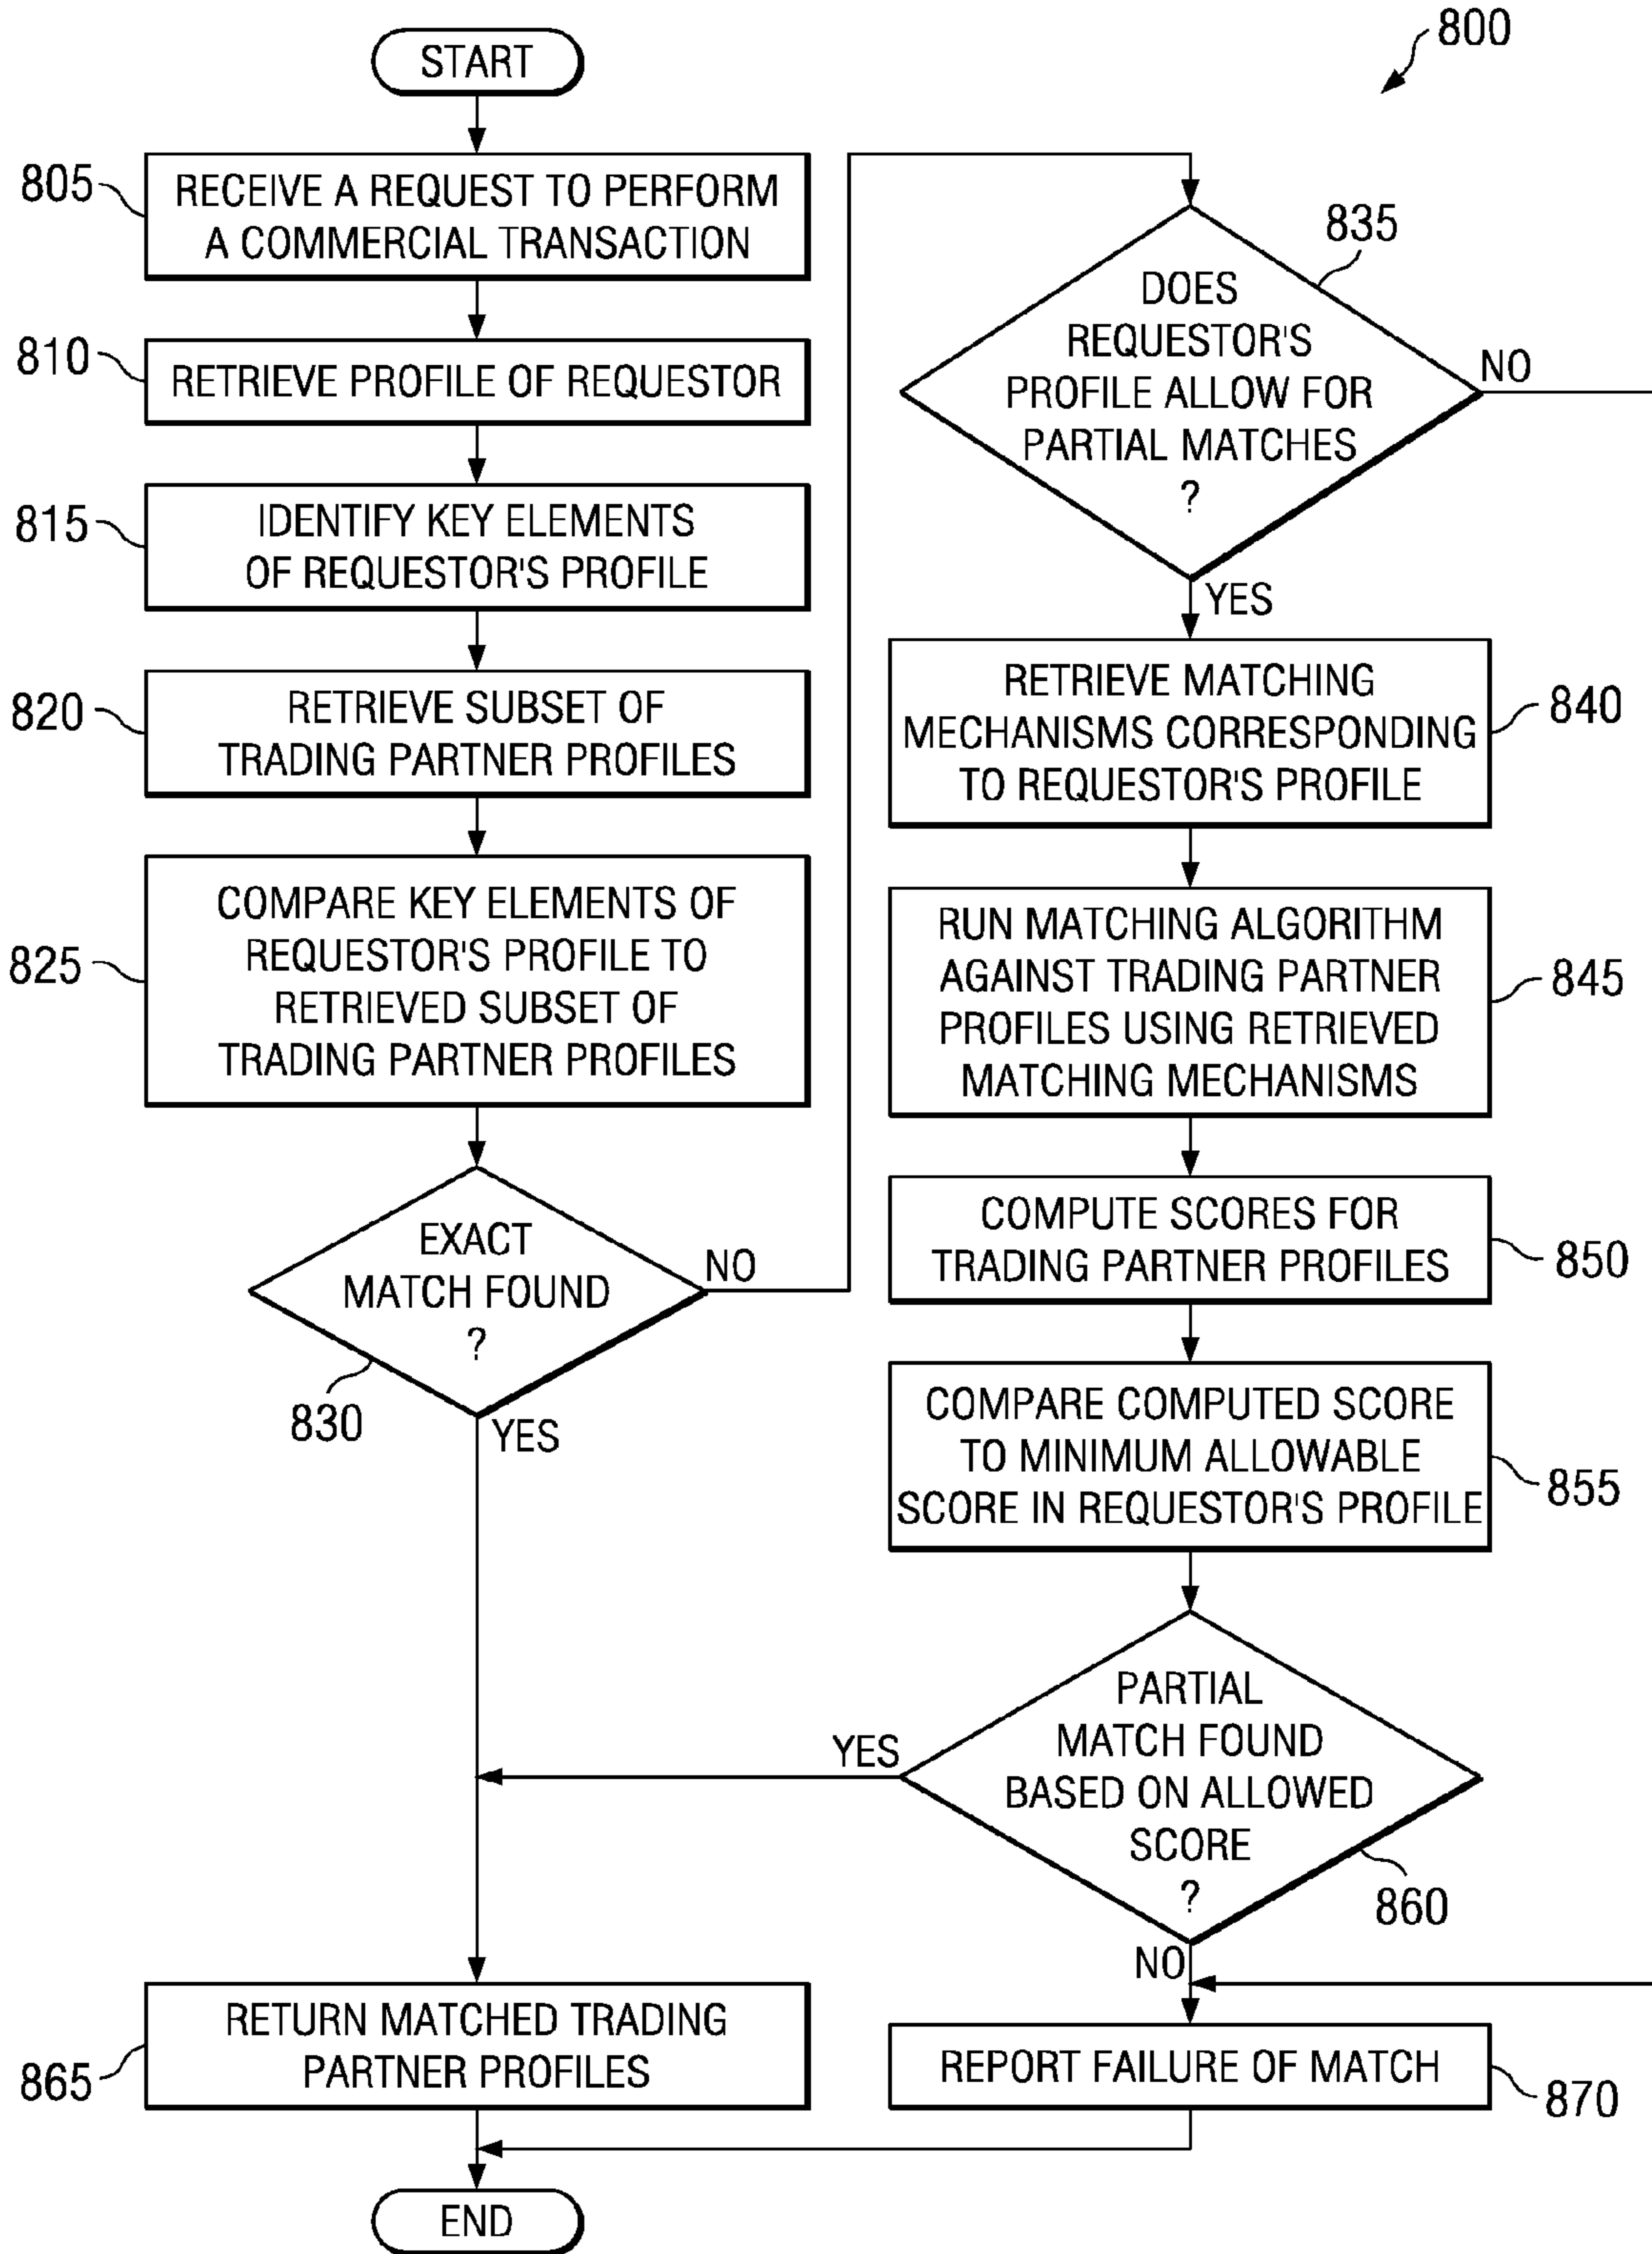 800
START
805
RECEIVE A REQUEST TO PERFORM
A COMMERCIAL TRANSACTION
810
RETRIEVE PROFILE OF REQUESTOR
815
IDENTIFY KEY ELEMENTS
OF REQUESTOR'S PROFILE
820
RETRIEVE SUBSET OF
TRADING PARTNER PROFILES
825
COMPARE KEY ELEMENTS OF
REQUESTOR'S PROFILE TO
RETRIEVED SUBSET OF
TRADING PARTNER PROFILES
EXACT
MATCH FOUND
?
NO
830
YES
835
DOES
REQUESTOR'S
PROFILE ALLOW FOR
PARTIAL MATCHES
?
NO
YES
RETRIEVE MATCHING
MECHANISMS CORRESPONDING
TO REQUESTOR'S PROFILE
840
RUN MATCHING ALGORITHM
AGAINST TRADING PARTNER
PROFILES USING RETRIEVED
MATCHING MECHANISMS
845
COMPUTE SCORES FOR
TRADING PARTNER PROFILES
850
COMPARE COMPUTED SCORE
TO MINIMUM ALLOWABLE
SCORE IN REQUESTOR'S PROFILE
855
YES
PARTIAL
MATCH FOUND
BASED ON ALLOWED
SCORE
?
860
NO
865
RETURN MATCHED TRADING
PARTNER PROFILES
REPORT FAILURE OF MATCH
870
END